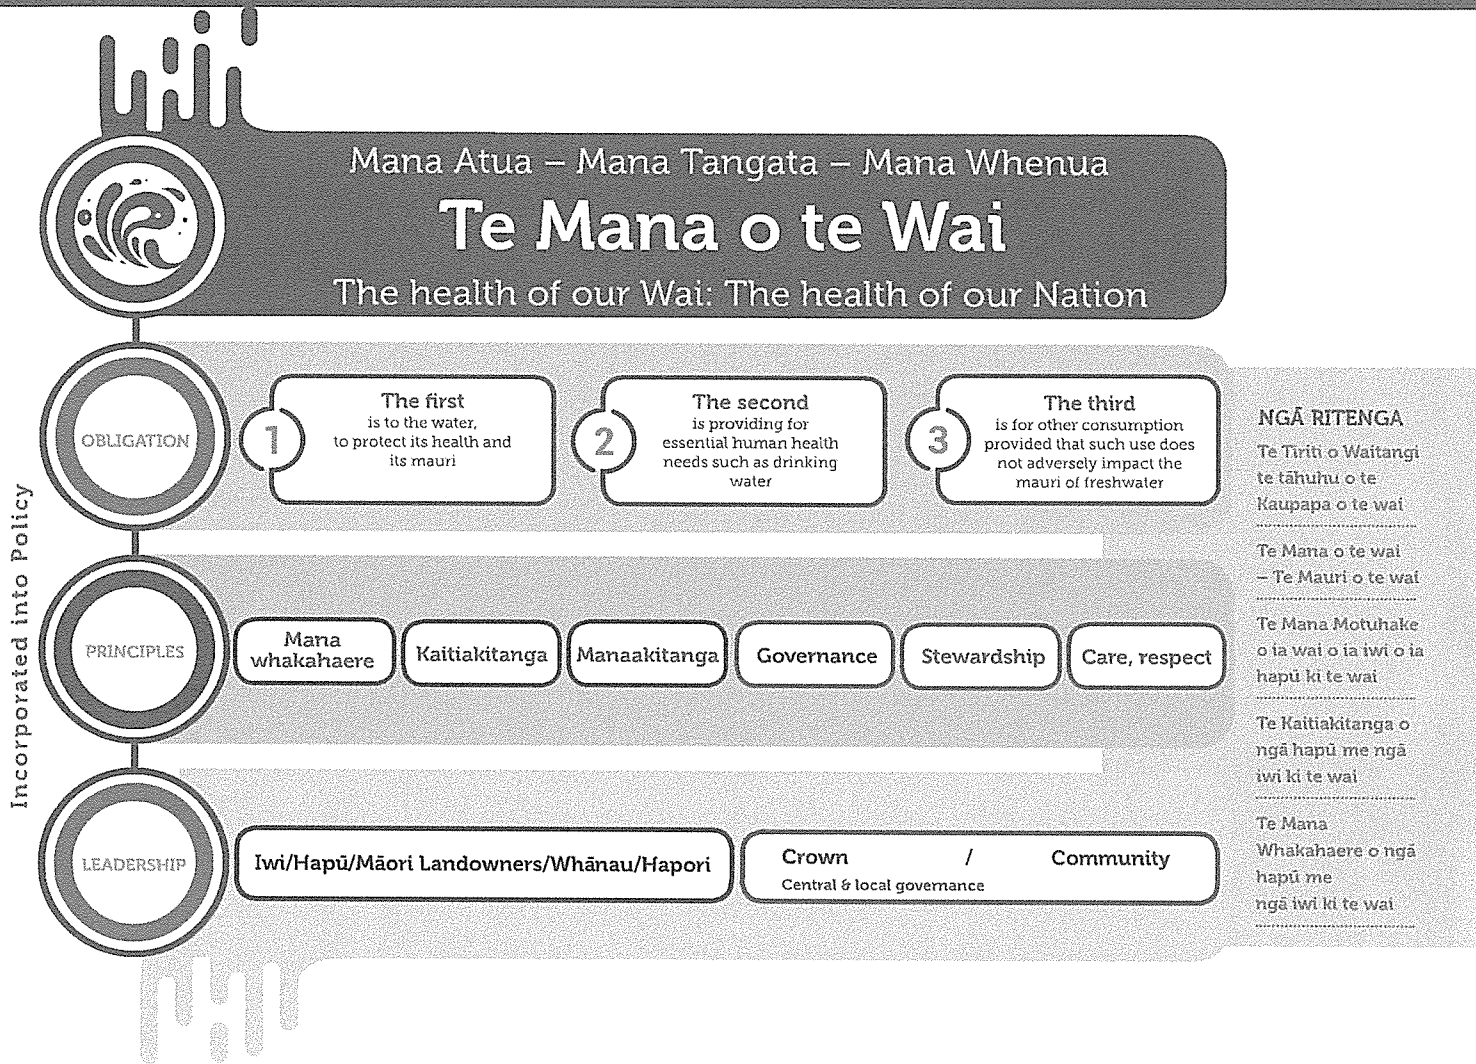 Mana Atua – Mana Tangata – Mana Whenua
Te Mana o te Wai
The health of our Wai: The health of our Nation
Incorporated into Policy
OBLIGATION
1
The first
is to the water,
to protect its health and
its mauri
2
The second
is providing for
essential human health
needs such as drinking
water
3
The third
is for other consumption
provided that such use does
not adversely impact the
mauri of freshwater
PRINCIPLES
Mana
whakahaere
Kaitiakitanga
Manaakitanga
Governance
Stewardship
Care, respect
LEADERSHIP
Iwi/Hapū/Māori Landowners/Whānau/Hapori
Crown / Community
Central & local governance
NGĀ RITENGA
Te Tiriti o Waitangi
te tāhuhu o te
Kaupapa o te wai
Te Mana o te wai
– Te Mauri o te wai
Te Mana Motuhake
o ia wai o ia iwi o ia
hapū ki te wai
Te Kaitiakitanga o
ngā hapū me ngā
iwi ki te wai
Te Mana
Whakahaere o ngā
hapū me
ngā iwi ki te wai